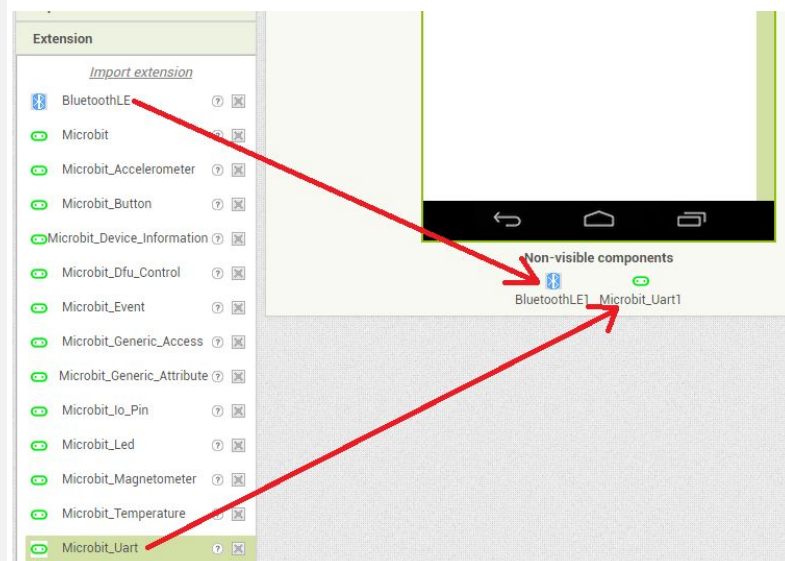 Extension
Import extension
BluetoothLE
Microbit
Microbit_Accelerometer
Microbit_Button
Microbit_Device_Information
Microbit_Dfu_Control
Microbit_Event
Microbit_Generic_Access
Microbit_Generic_Attribute
Microbit_Io_Pin
Microbit_Led
Microbit_Magnetometer
Microbit_Temperature
Microbit_Uart
Non-visible components
BluetoothLE1 Microbit_Uart1